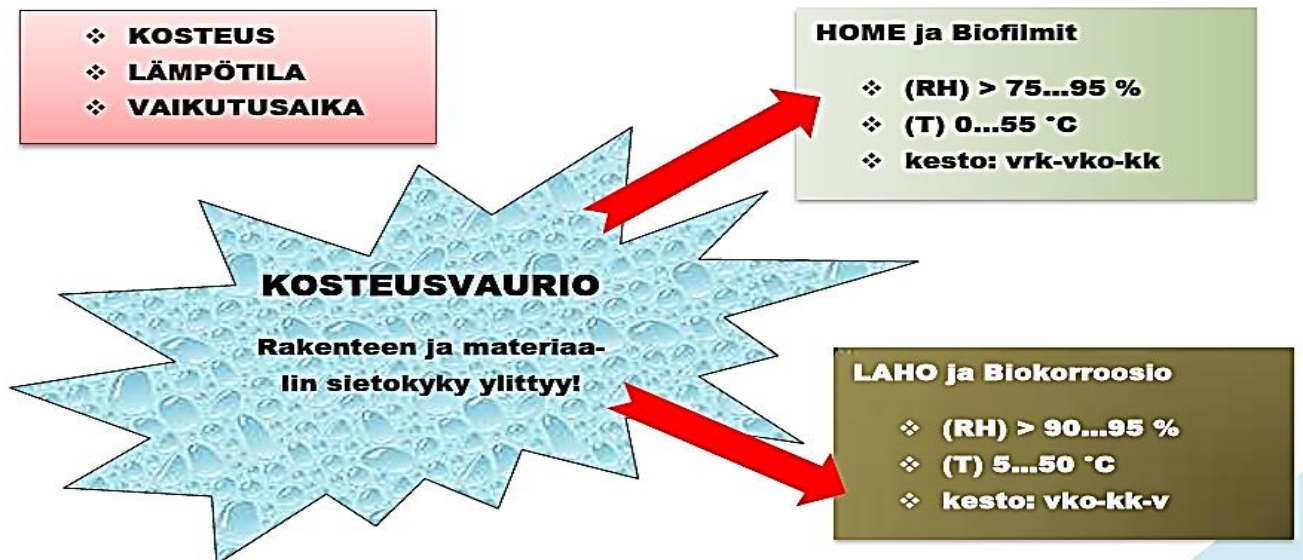 ❖ KOSTEUS
❖ LÄMPÖTILA
❖ VAIKUTUSAIKA
HOME ja Biofilmit
❖ (RH) > 75...95 %
❖ (T) 0...55 °C
❖ kesto: vrk-vko-kk
KOSTEUSVAURIO
Rakenteen ja materiaa-
lin sietokyky ylittyy!
LAHO ja Biokorroosio
❖ (RH) > 90...95 %
❖ (T) 5...50 °C
❖ kesto: vko-kk-v